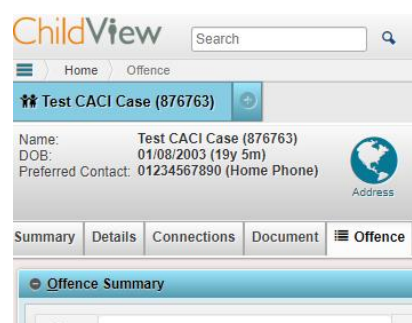 ChildView Search
Home Offence
Test CACI Case (876763)
Name: Test CACI Case (876763)
DOB: 01/08/2003 (19y 5m)
Preferred Contact: 01234567890 (Home Phone)
Address
Summary Details Connections Document Offence
Offence Summary